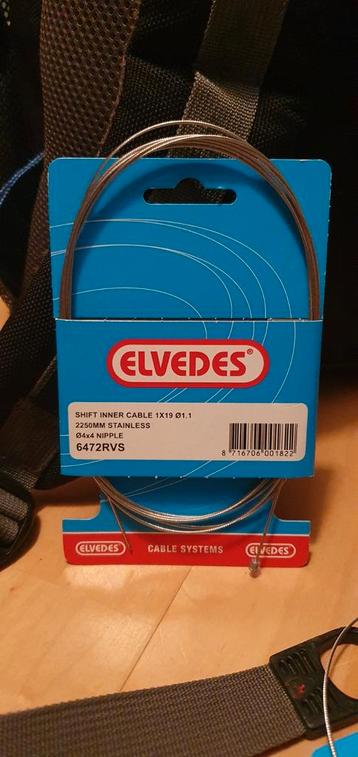 ELVEDES®
SHIFT INNER CABLE 1X19 Ø1.1
2250MM STAINLESS
Ø4x4 NIPPLE
6472RVS
8 716706 001822
ELVEDES CABLE SYSTEMS ELVEDES